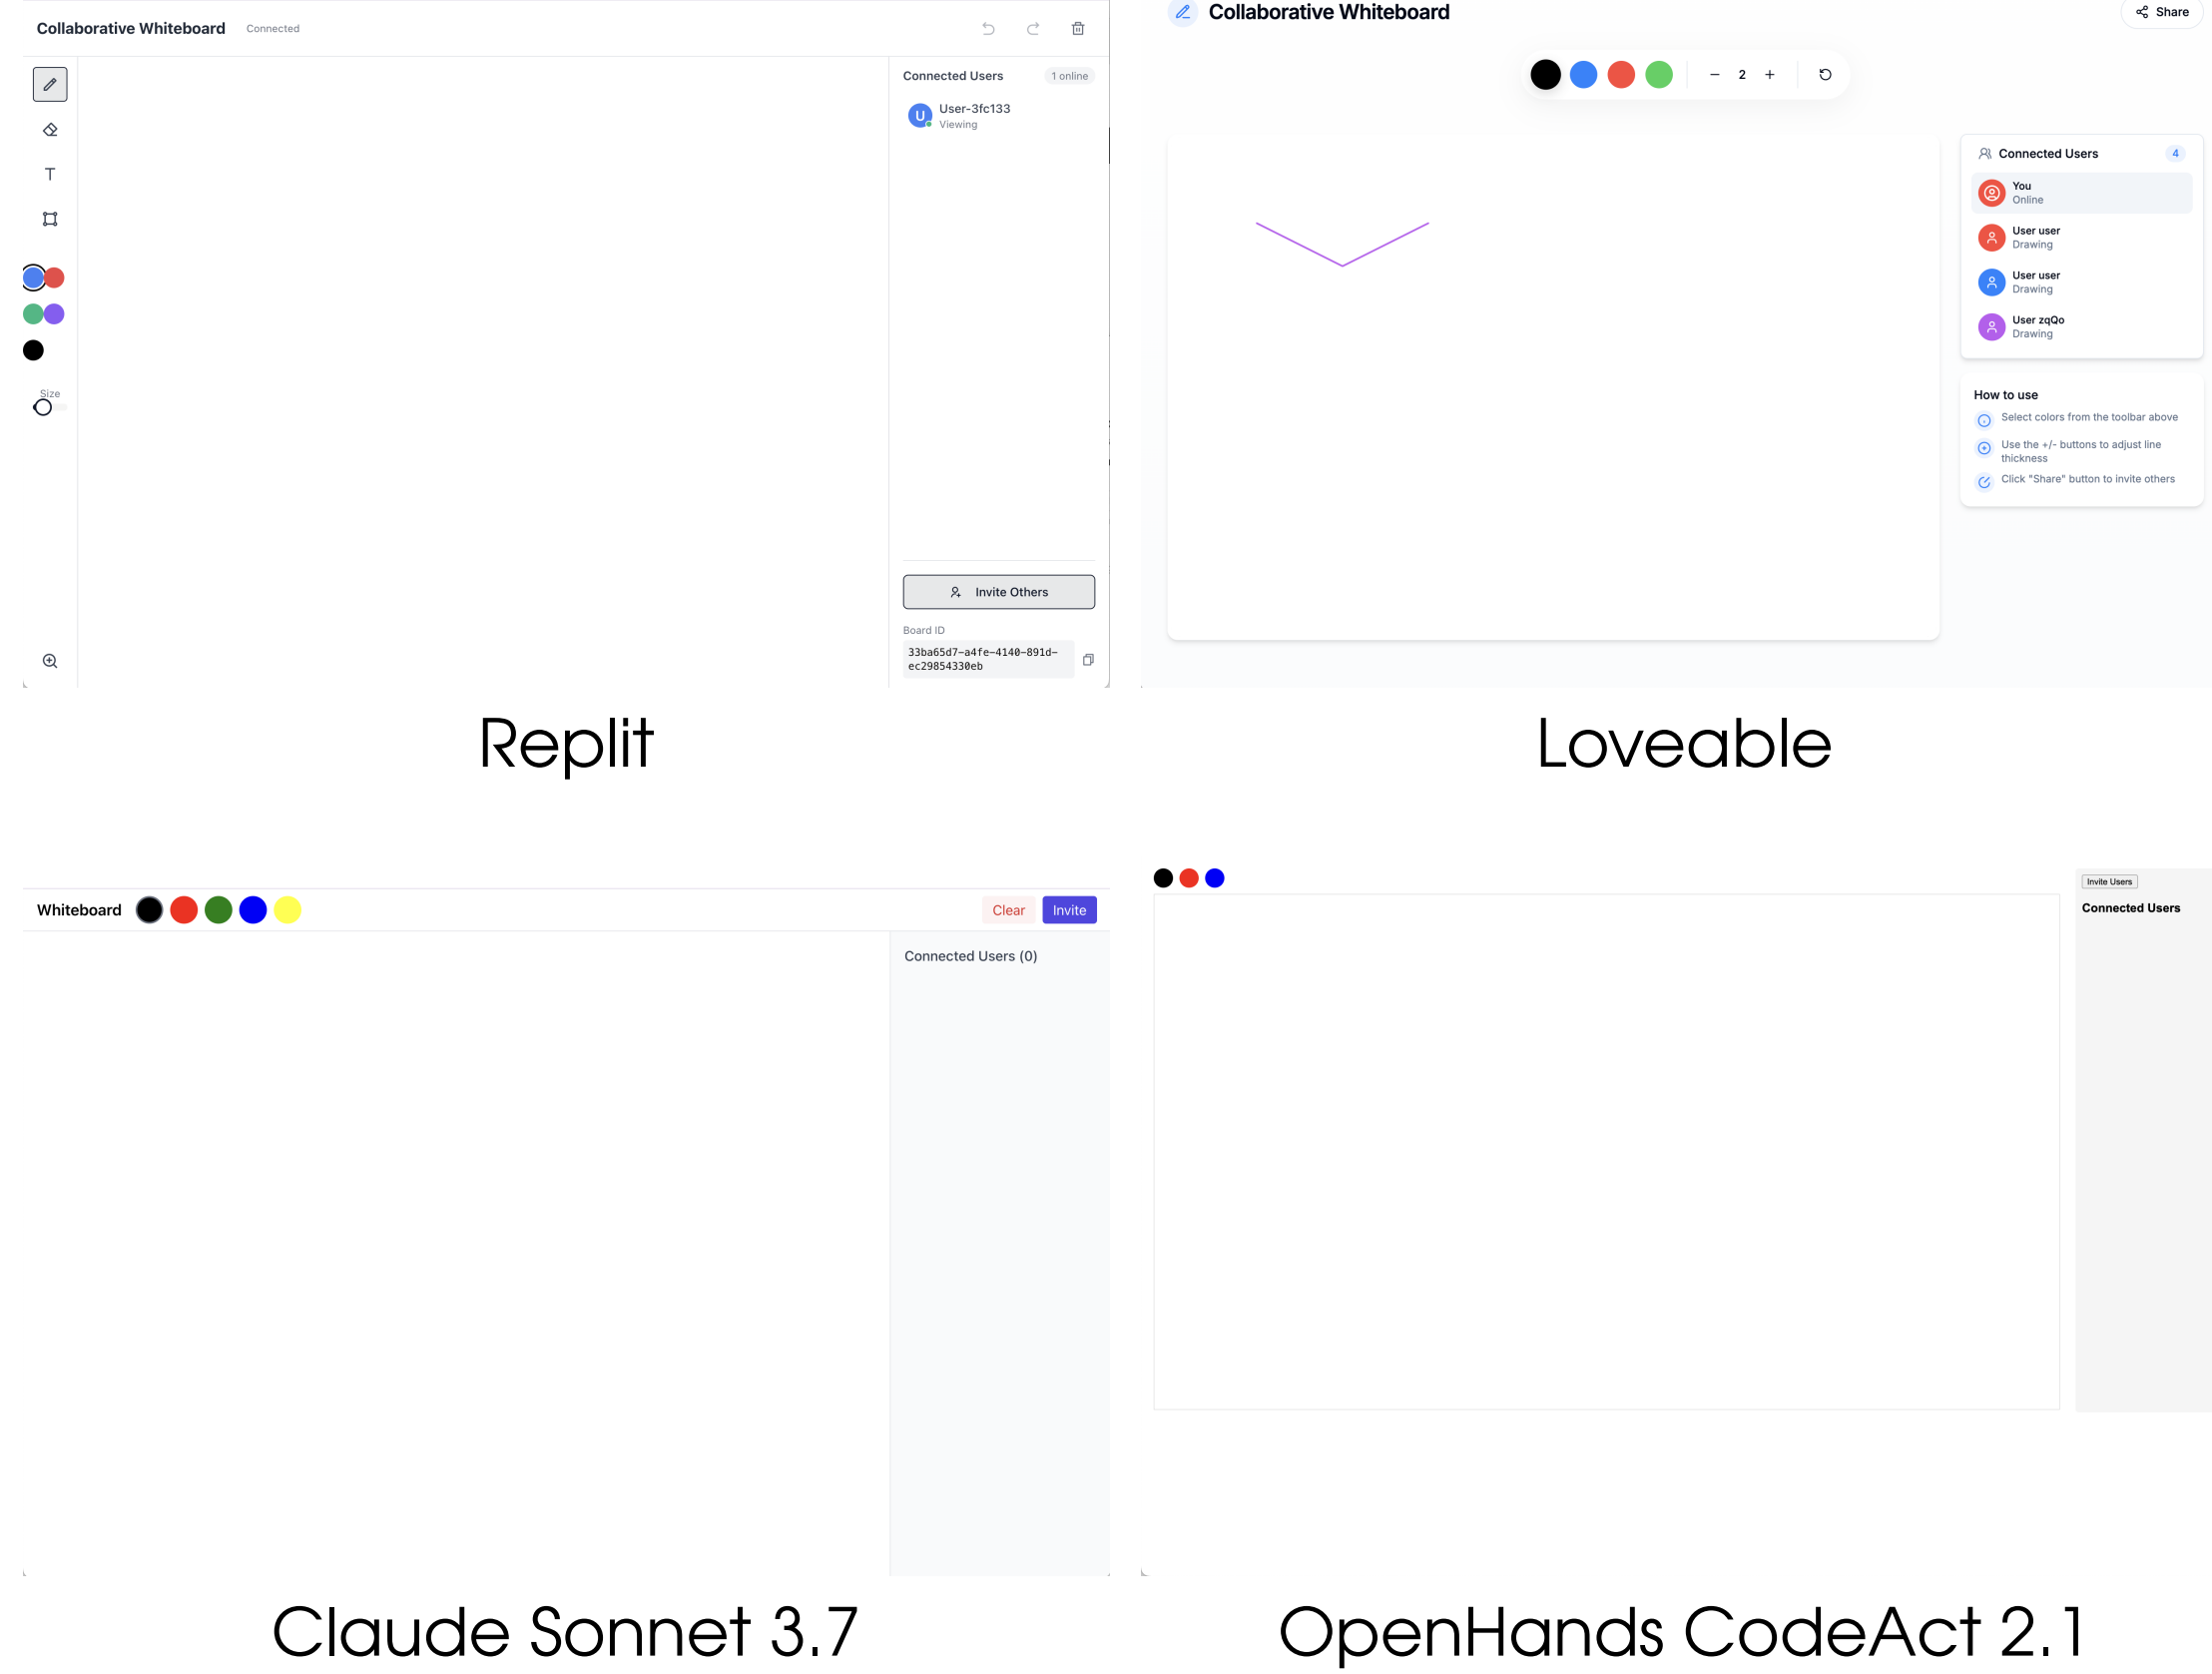 Collaborative Whiteboard
Connected
Connected Users
1 online
U
User-3fc133
Viewing
T
Size
Invite Others
Board ID
33ba65d7-a4fe-4140-891d-
ec29854330eb
Replit
Collaborative Whiteboard
Share
2
Connected Users
4
You
Online
User user
Drawing
User user
Drawing
User zqQo
Drawing
How to use
Select colors from the toolbar above
Use the +/- buttons to adjust line
thickness
Click "Share" button to invite others
Loveable
Whiteboard
Clear
Invite
Connected Users (0)
Claude Sonnet 3.7
Invite Users
Connected Users
OpenHands CodeAct 2.1